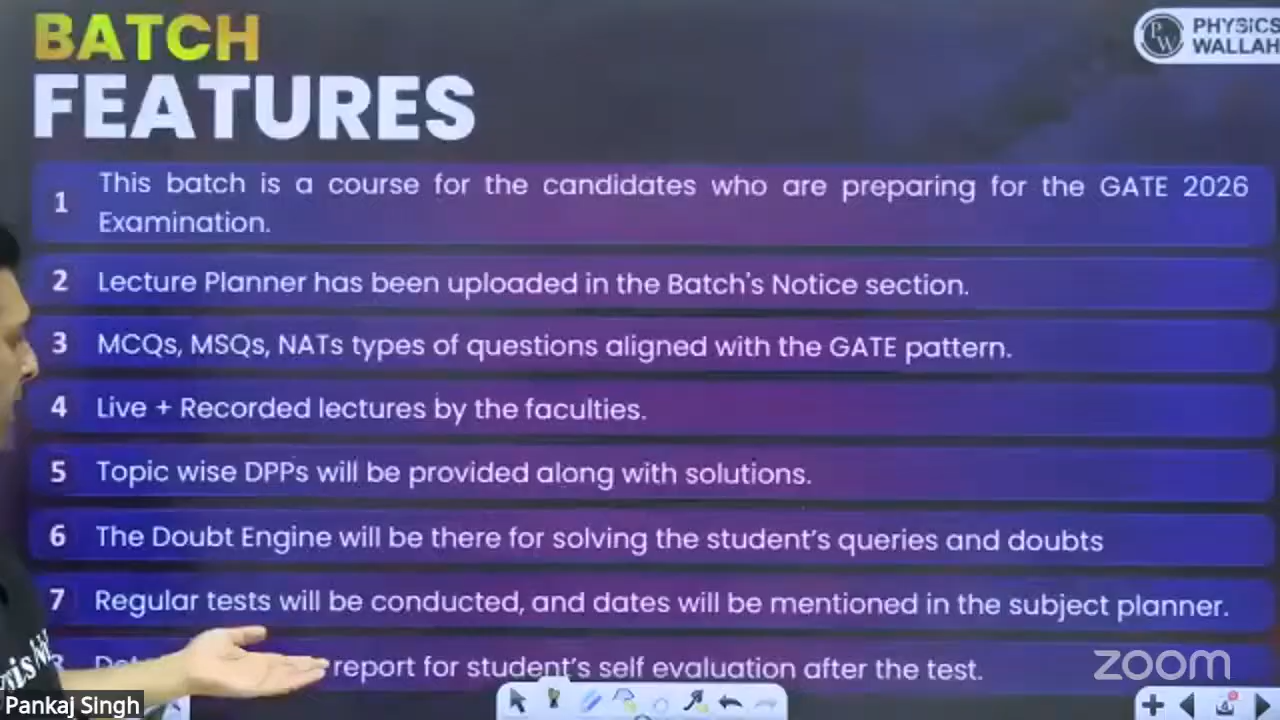 BATCH
FEATURES
PHYSICS
WALLAH
PW
1 This batch is a course for the candidates who are preparing for the GATE 2026
Examination.
2 Lecture Planner has been uploaded in the Batch's Notice section.
3 MCQs, MSQs, NATs types of questions aligned with the GATE pattern.
4 Live + Recorded lectures by the faculties.
5 Topic wise DPPs will be provided along with solutions.
6 The Doubt Engine will be there for solving the student's queries and doubts
7 Regular tests will be conducted, and dates will be mentioned in the subject planner.
report for student's self evaluation after the test.
zoom
Pankaj Singh